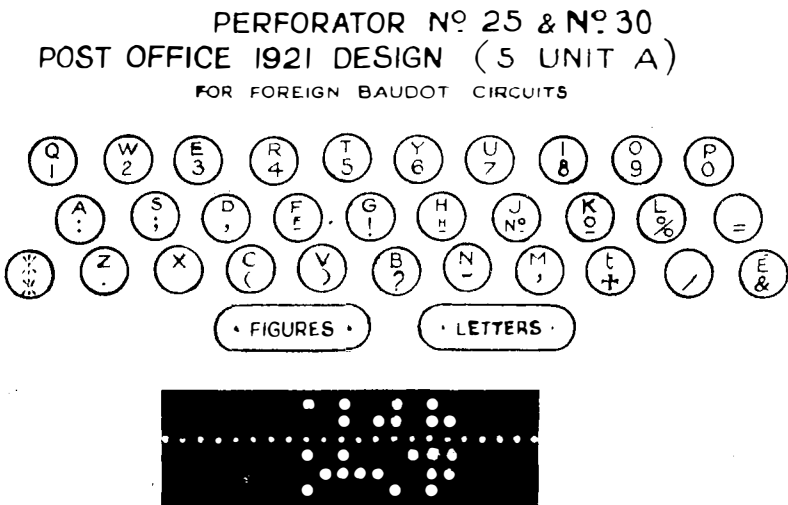 PERFORATOR Nº 25 & Nº 30
POST OFFICE 1921 DESIGN (5 UNIT A)
FOR FOREIGN BAUDOT CIRCUITS
Q W E R T Y U I O P
1 2 3 4 5 6 7 8 9 0
A S D F G H J K L
: ; , F ! H Nº º % =
Z X C V B N M t É
. ( ) ? - , + / &
· FIGURES · · LETTERS ·